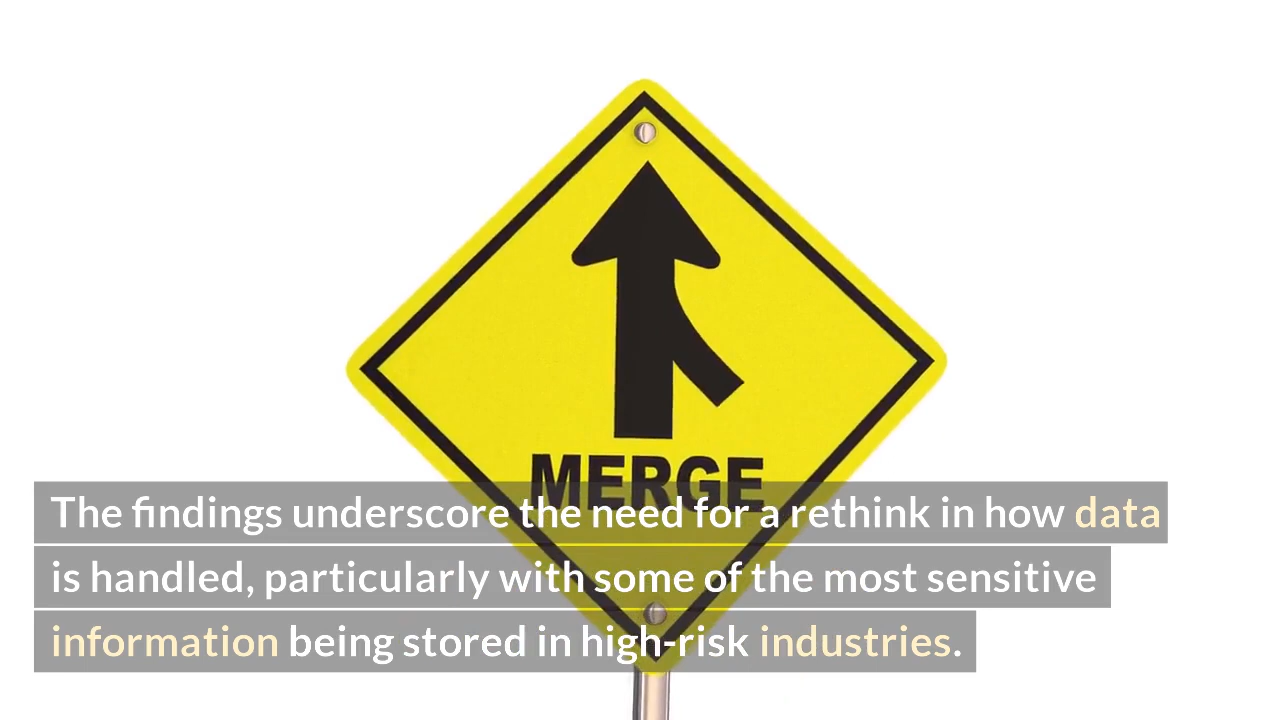 MERGE
The findings underscore the need for a rethink in how data
is handled, particularly with some of the most sensitive
information being stored in high-risk industries.